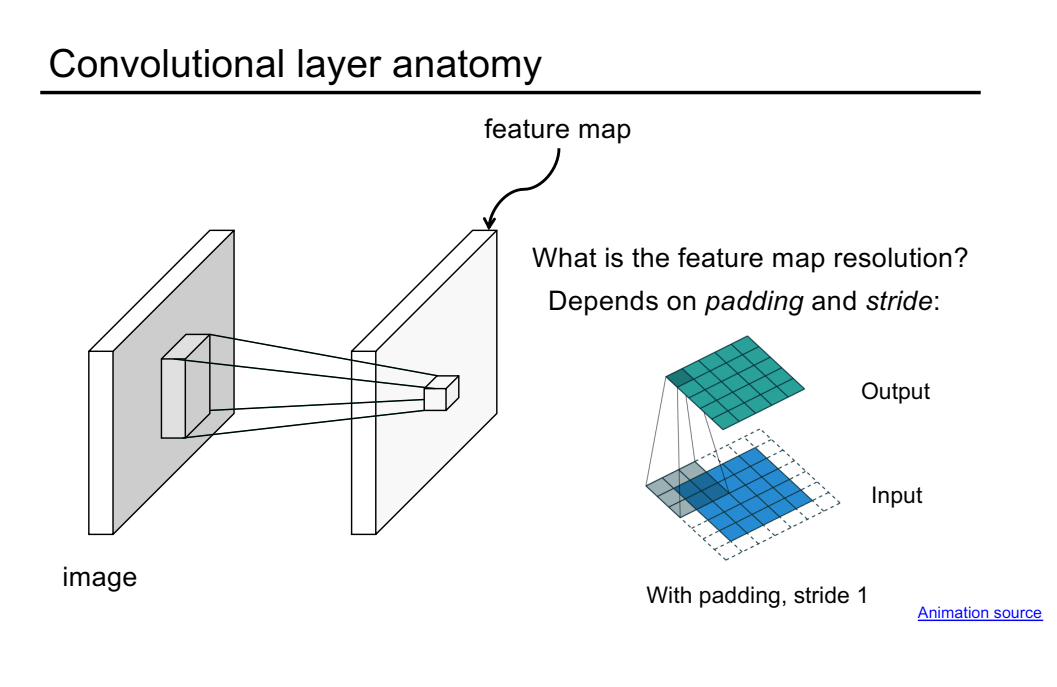 Convolutional layer anatomy
feature map
What is the feature map resolution?
Depends on padding and stride:
Output
Input
image
With padding, stride 1
Animation source